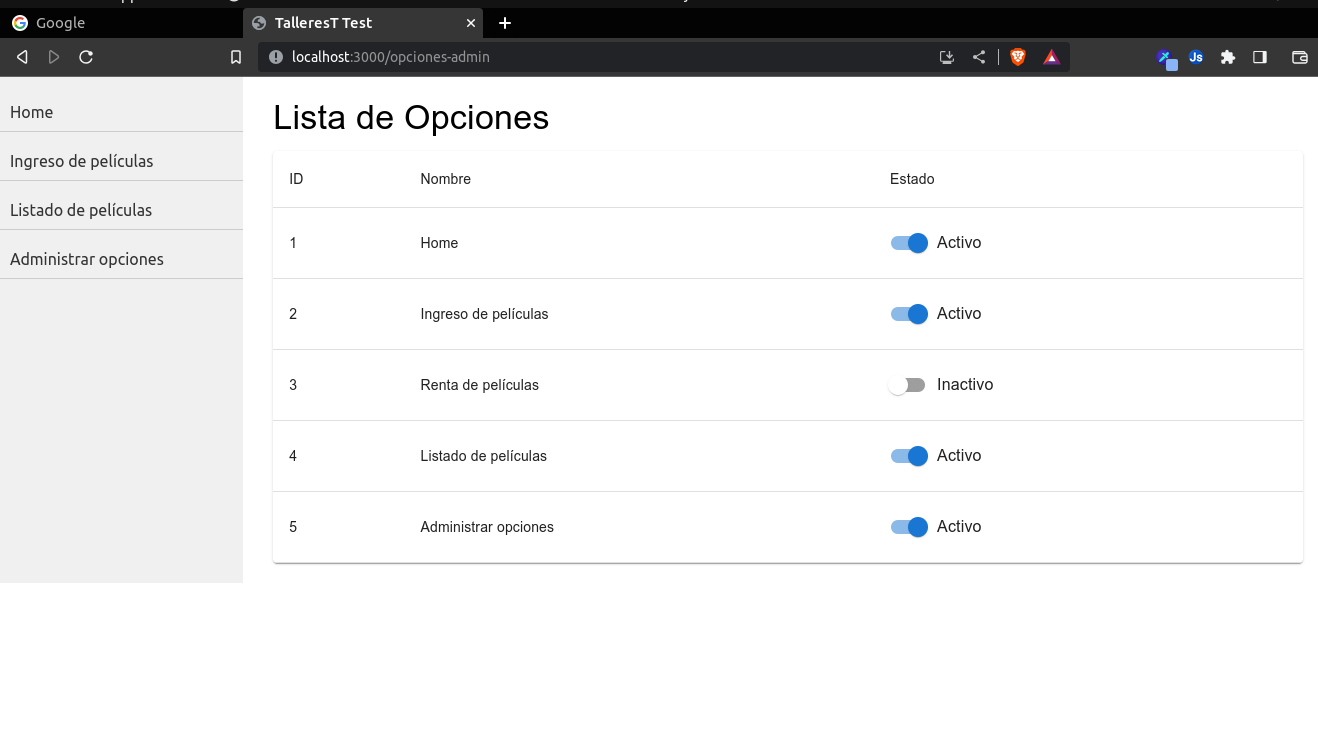 Google
TalleresT Test
localhost:3000/opciones-admin
Js
Home
Ingreso de películas
Listado de películas
Administrar opciones
Lista de Opciones
ID Nombre Estado
1 Home Activo
2 Ingreso de películas Activo
3 Renta de películas Inactivo
4 Listado de películas Activo
5 Administrar opciones Activo